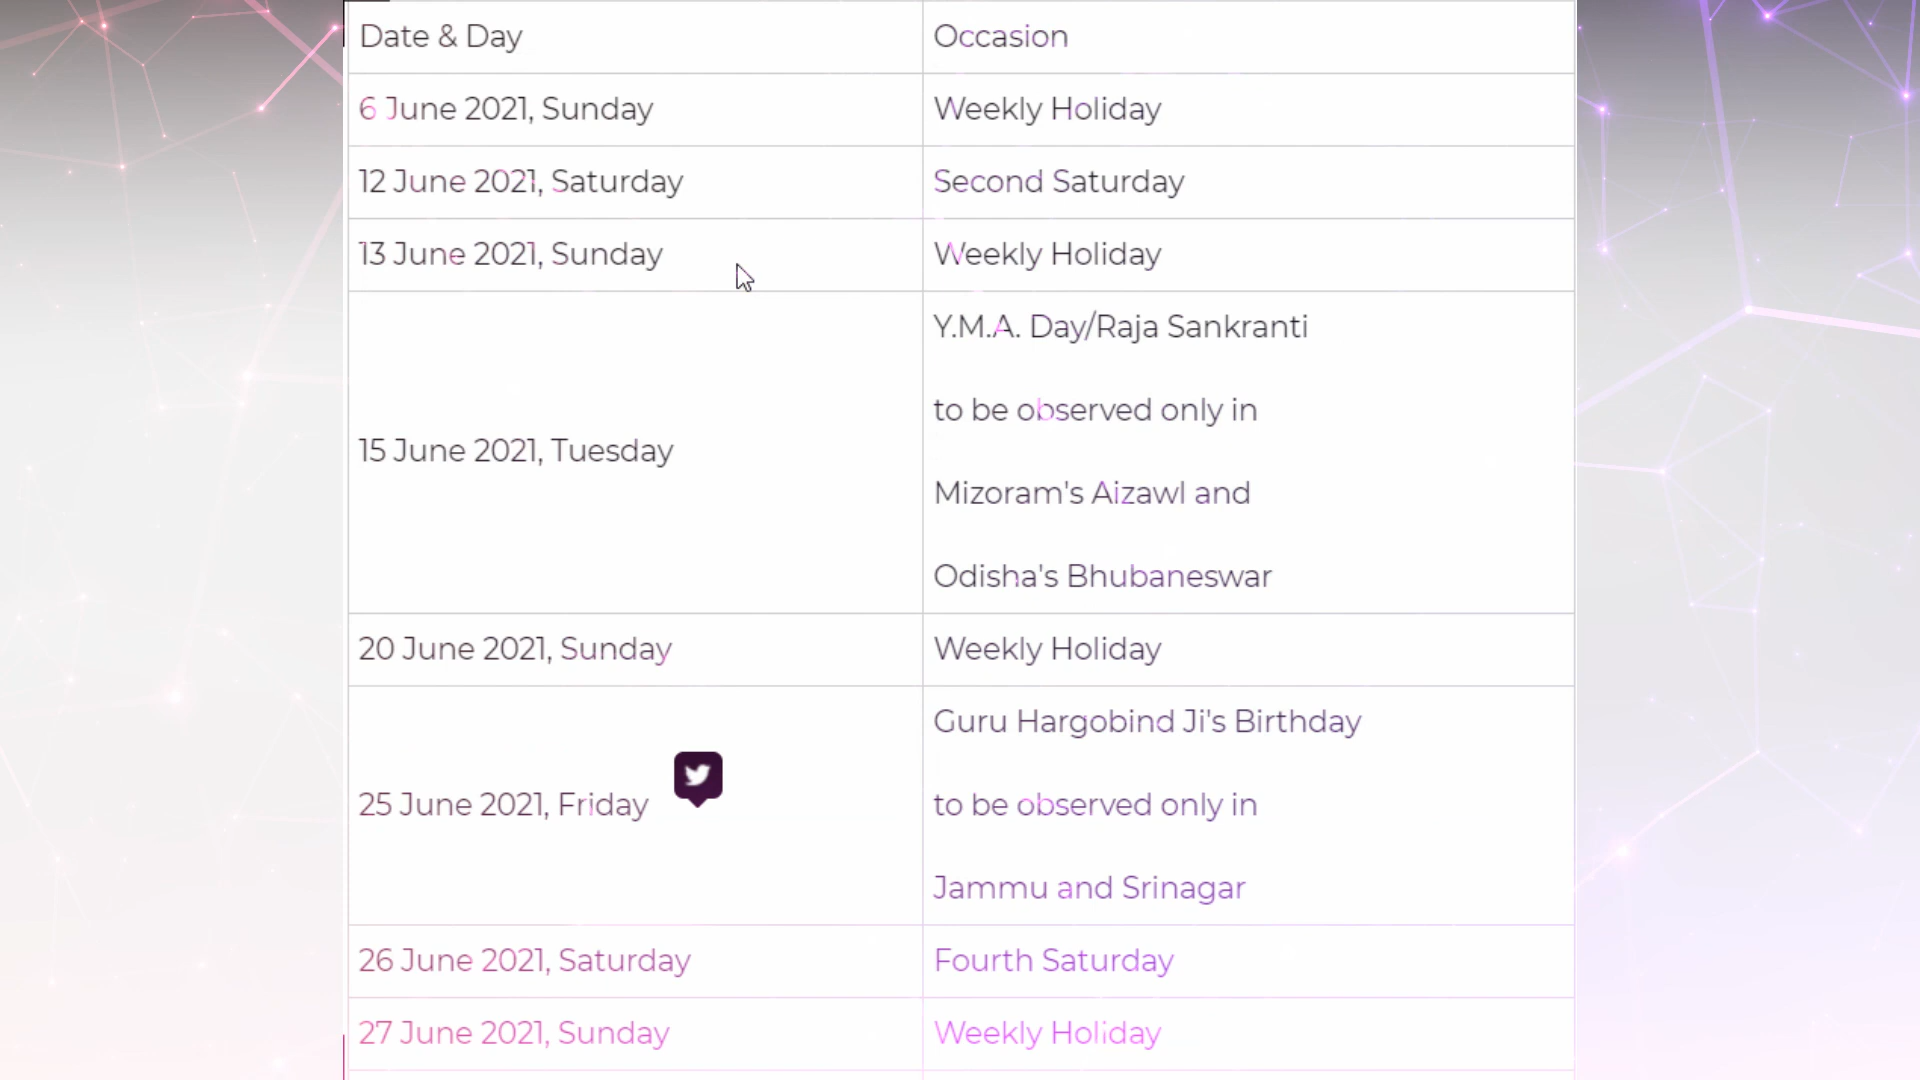 Date & Day
Occasion
6 June 2021, Sunday
Weekly Holiday
12 June 2021, Saturday
Second Saturday
13 June 2021, Sunday
Weekly Holiday
15 June 2021, Tuesday
Y.M.A. Day/Raja Sankranti
to be observed only in
Mizoram's Aizawl and
Odisha's Bhubaneswar
20 June 2021, Sunday
Weekly Holiday
25 June 2021, Friday
Guru Hargobind Ji's Birthday
to be observed only in
Jammu and Srinagar
26 June 2021, Saturday
Fourth Saturday
27 June 2021, Sunday
Weekly Holiday